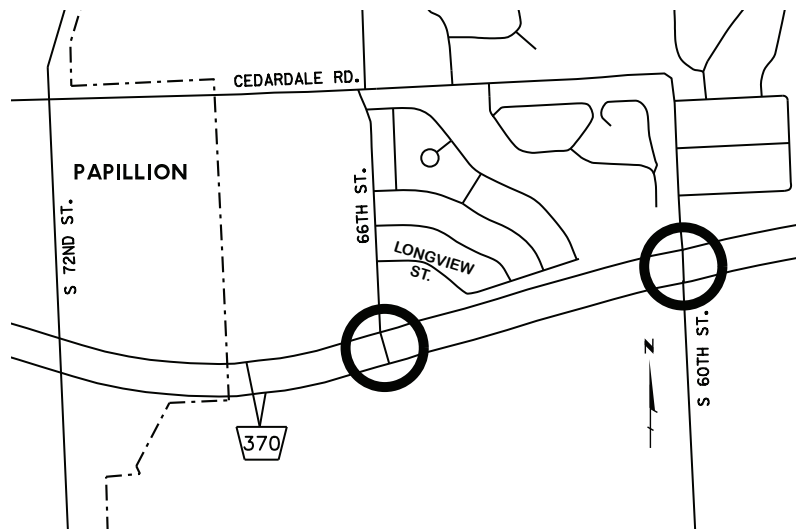 CEDARDALE RD.
PAPILLION
S 72ND ST.
66TH ST.
LONGVIEW
ST.
N
S 60TH ST.
370